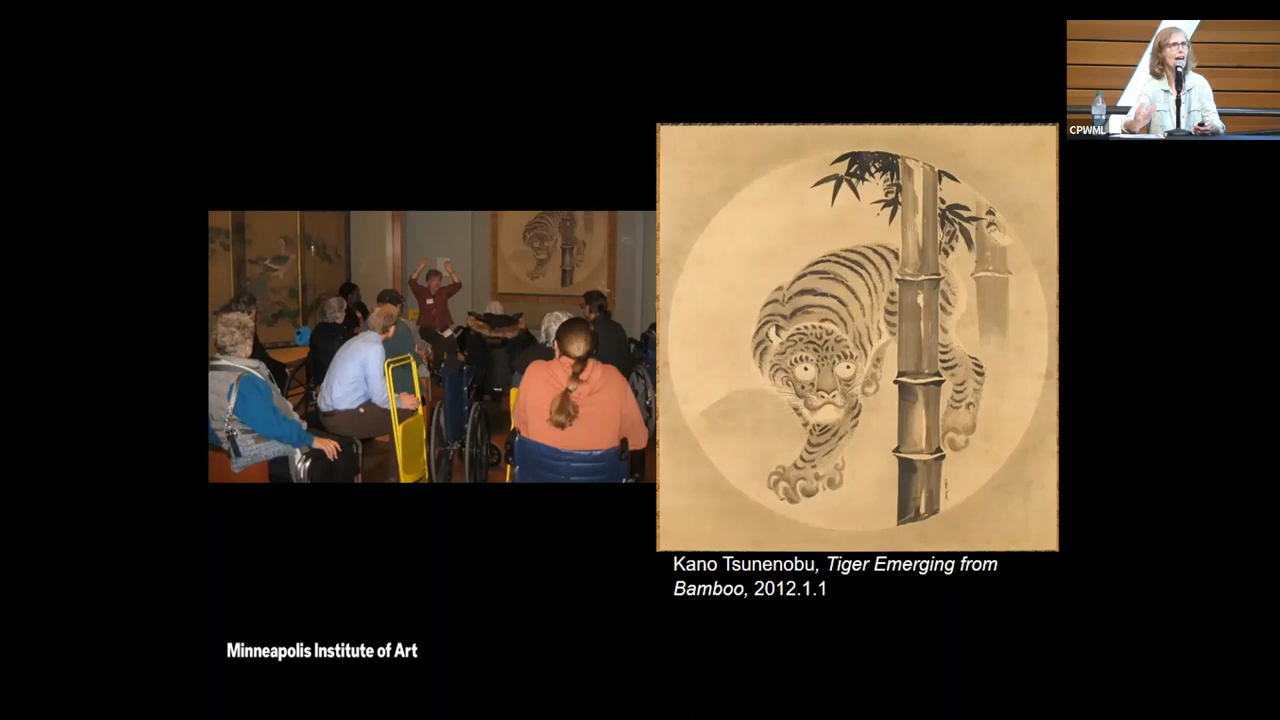 CPWML
Kano Tsunenobu, Tiger Emerging from
Bamboo, 2012.1.1
Minneapolis Institute of Art